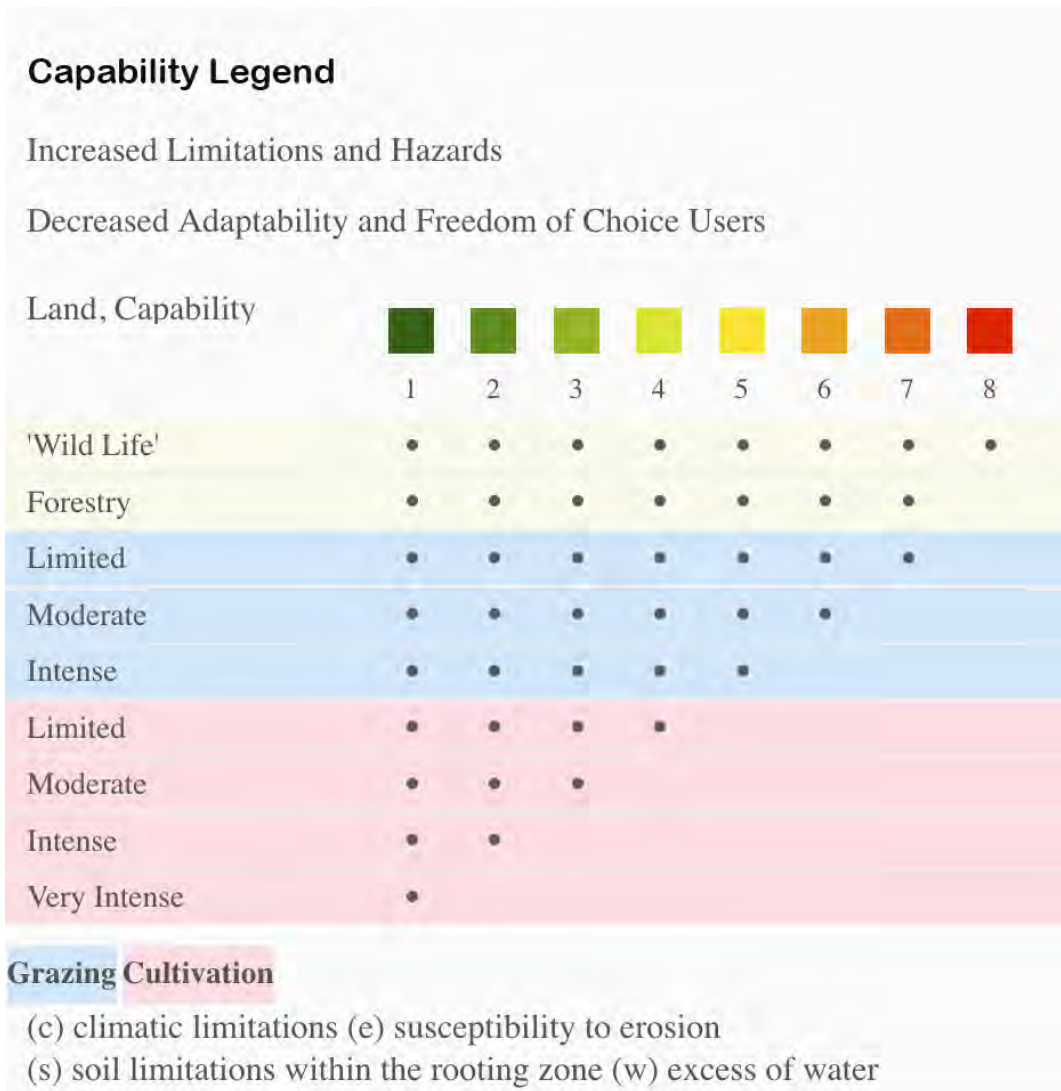 Capability Legend
Increased Limitations and Hazards
Decreased Adaptability and Freedom of Choice Users
Land, Capability
1 2 3 4 5 6 7 8
'Wild Life'
Forestry
Limited
Moderate
Intense
Limited
Moderate
Intense
Very Intense
Grazing Cultivation
(c) climatic limitations (e) susceptibility to erosion
(s) soil limitations within the rooting zone (w) excess of water